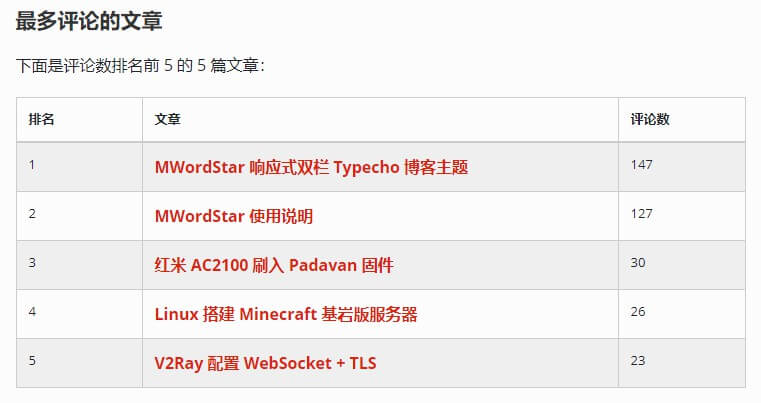 最多评论的文章
下面是评论数排名前 5 的 5 篇文章：
排名 文章 评论数
1 MWordStar 响应式双栏 Typecho 博客主题 147
2 MWordStar 使用说明 127
3 红米 AC2100 刷入 Padavan 固件 30
4 Linux 搭建 Minecraft 基岩版服务器 26
5 V2Ray 配置 WebSocket + TLS 23